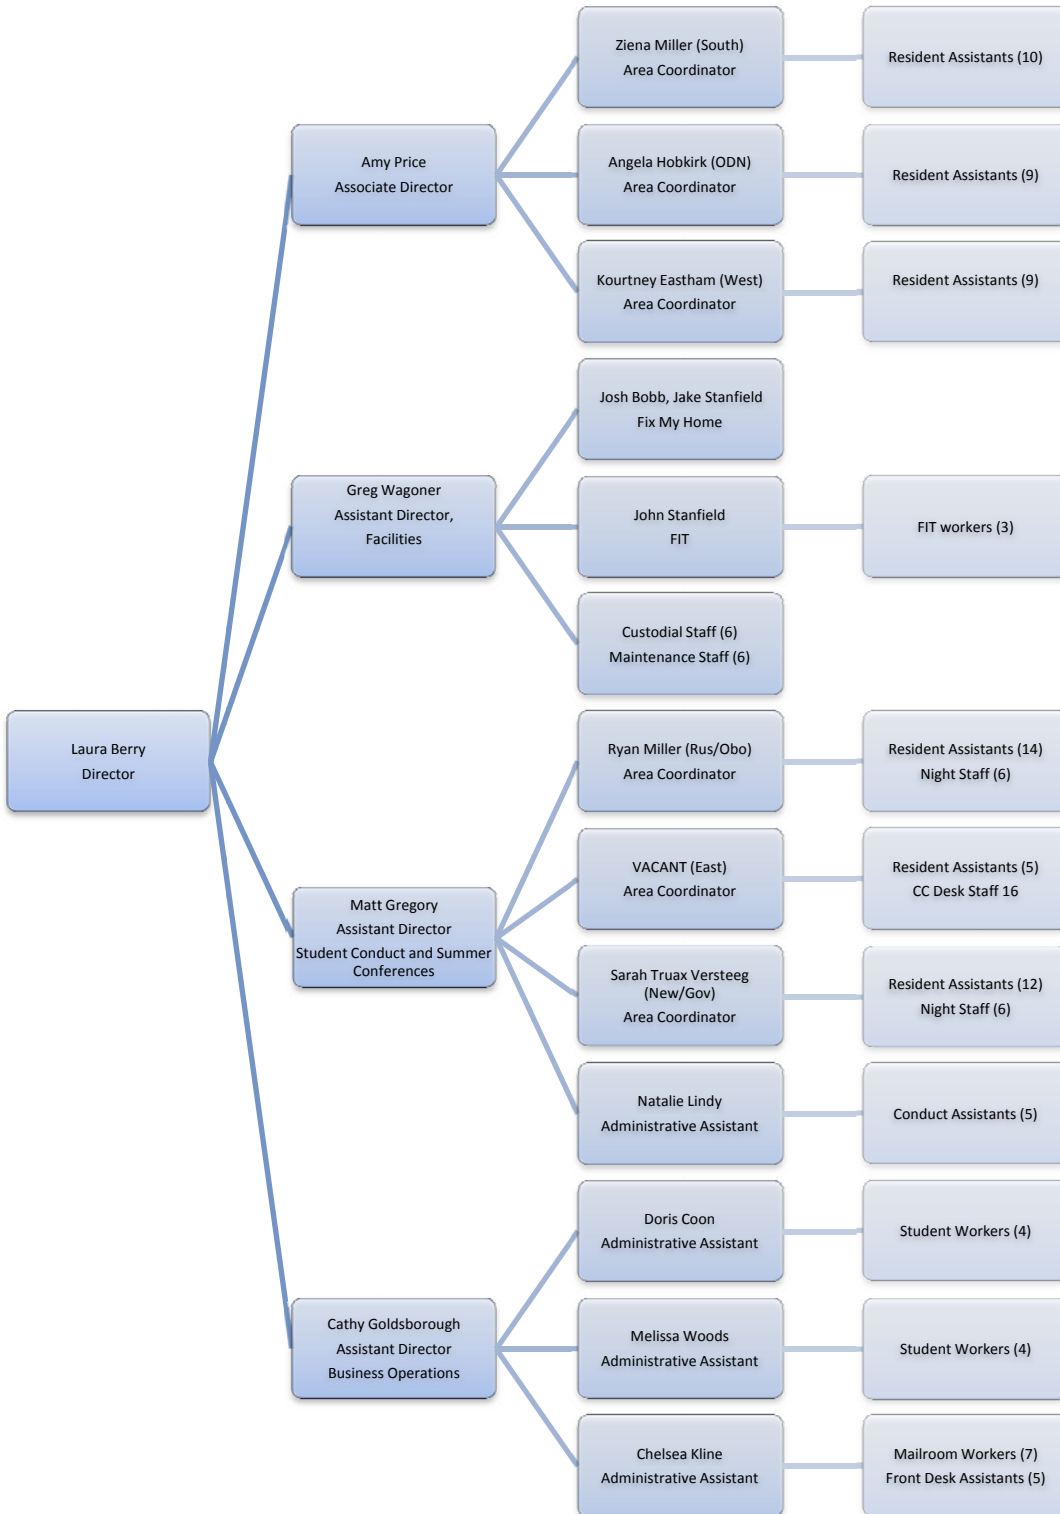 Ziena Miller (South)
Area Coordinator
Resident Assistants (10)
Amy Price
Associate Director
Angela Hobkirk (ODN)
Area Coordinator
Resident Assistants (9)
Kourtney Eastham (West)
Area Coordinator
Resident Assistants (9)
Josh Bobb, Jake Stanfield
Fix My Home
Greg Wagoner
Assistant Director,
Facilities
John Stanfield
FIT
FIT workers (3)
Custodial Staff (6)
Maintenance Staff (6)
Laura Berry
Director
Ryan Miller (Rus/Obo)
Area Coordinator
Resident Assistants (14)
Night Staff (6)
VACANT (East)
Area Coordinator
Resident Assistants (5)
CC Desk Staff 16
Matt Gregory
Assistant Director
Student Conduct and Summer
Conferences
Sarah Truax Versteeg
(New/Gov)
Area Coordinator
Resident Assistants (12)
Night Staff (6)
Natalie Lindy
Administrative Assistant
Conduct Assistants (5)
Doris Coon
Administrative Assistant
Student Workers (4)
Cathy Goldsborough
Assistant Director
Business Operations
Melissa Woods
Administrative Assistant
Student Workers (4)
Chelsea Kline
Administrative Assistant
Mailroom Workers (7)
Front Desk Assistants (5)